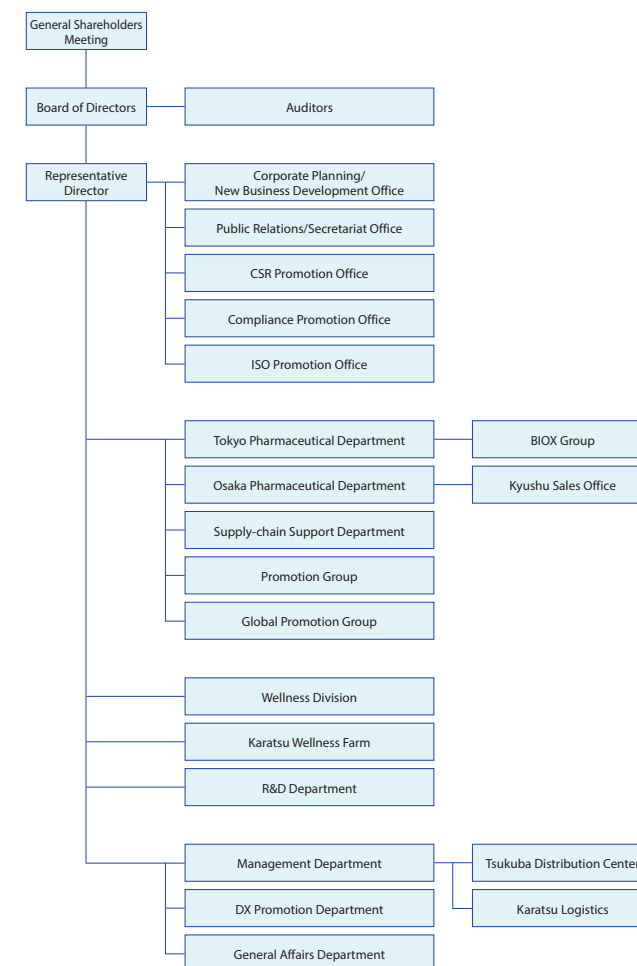 General Shareholders
Meeting
Board of Directors
Auditors
Representative
Director
Corporate Planning/
New Business Development Office
Public Relations/Secretariat Office
CSR Promotion Office
Compliance Promotion Office
ISO Promotion Office
Tokyo Pharmaceutical Department
BIOX Group
Osaka Pharmaceutical Department
Kyushu Sales Office
Supply-chain Support Department
Promotion Group
Global Promotion Group
Wellness Division
Karatsu Wellness Farm
R&D Department
Management Department
Tsukuba Distribution Center
DX Promotion Department
Karatsu Logistics
General Affairs Department